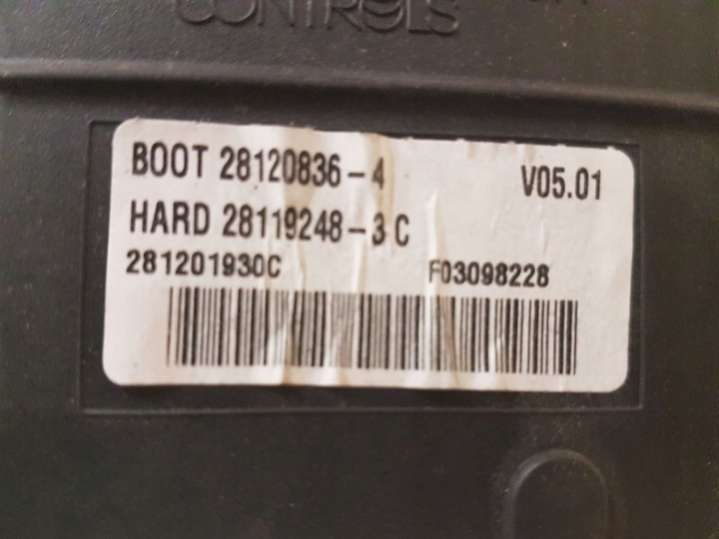 CONTROLS
BOOT 28120836-4 V05.01
HARD 28119248-3 C
281201930C F03098228